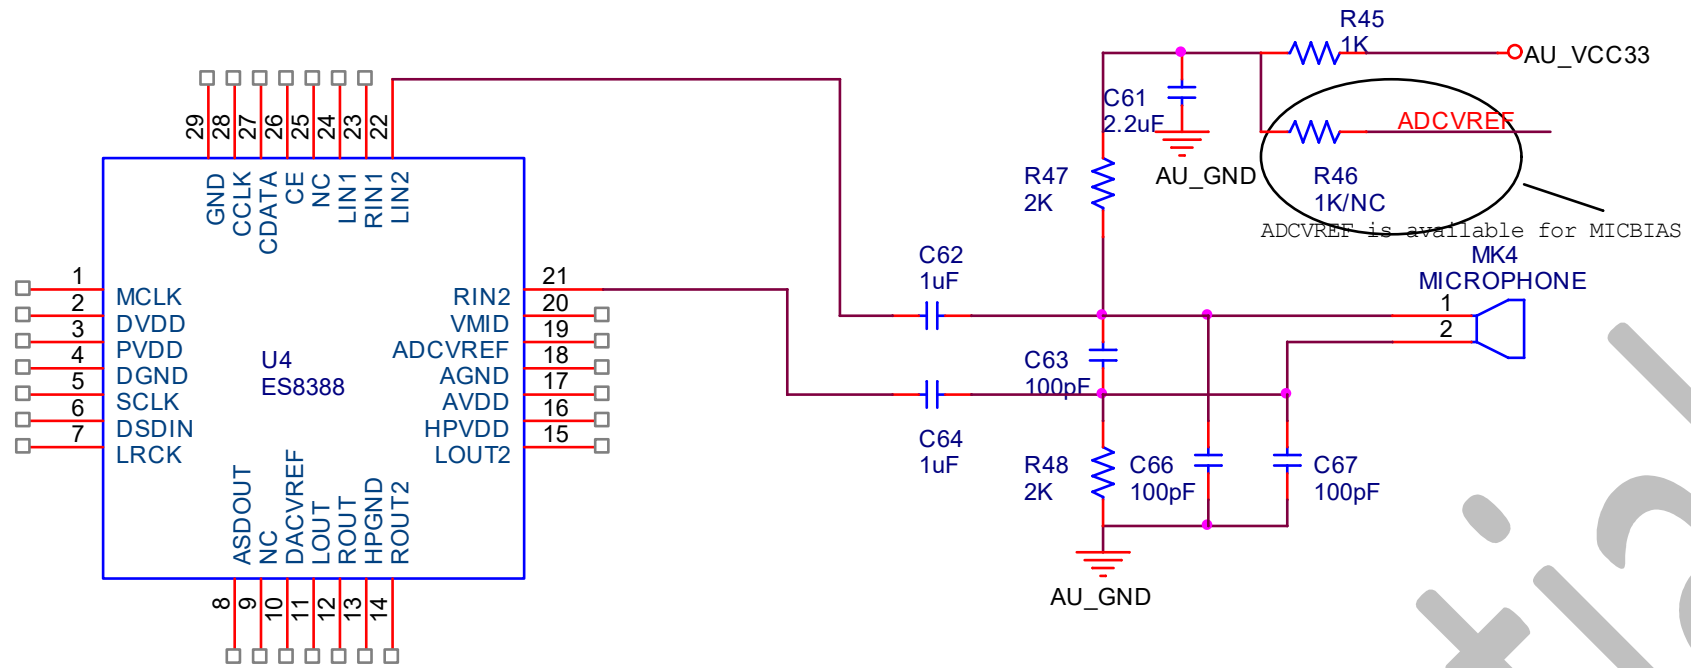 R45
1K
AU_VCC33
C61
2.2uF
ADCVREF
AU_GND
R46
1K/NC
ADCVREF is available for MICBIAS
R47
2K
MK4
MICROPHONE
1
2
C62
1uF
C63
100pF
C64
1uF
R48
2K
C66
100pF
C67
100pF
AU_GND
29
28
27
26
25
24
23
22
GND
CCLK
CDATA
CE
NC
LIN1
RIN1
LIN2
1
MCLK
2
DVDD
3
PVDD
4
DGND
5
SCLK
6
DSDIN
7
LRCK
U4
ES8388
21
RIN2
20
VMID
19
ADCVREF
18
AGND
17
AVDD
16
HPVDD
15
LOUT2
ASDOUT
NC
DACVREF
LOUT
ROUT
HPGND
ROUT2
8
9
10
11
12
13
14